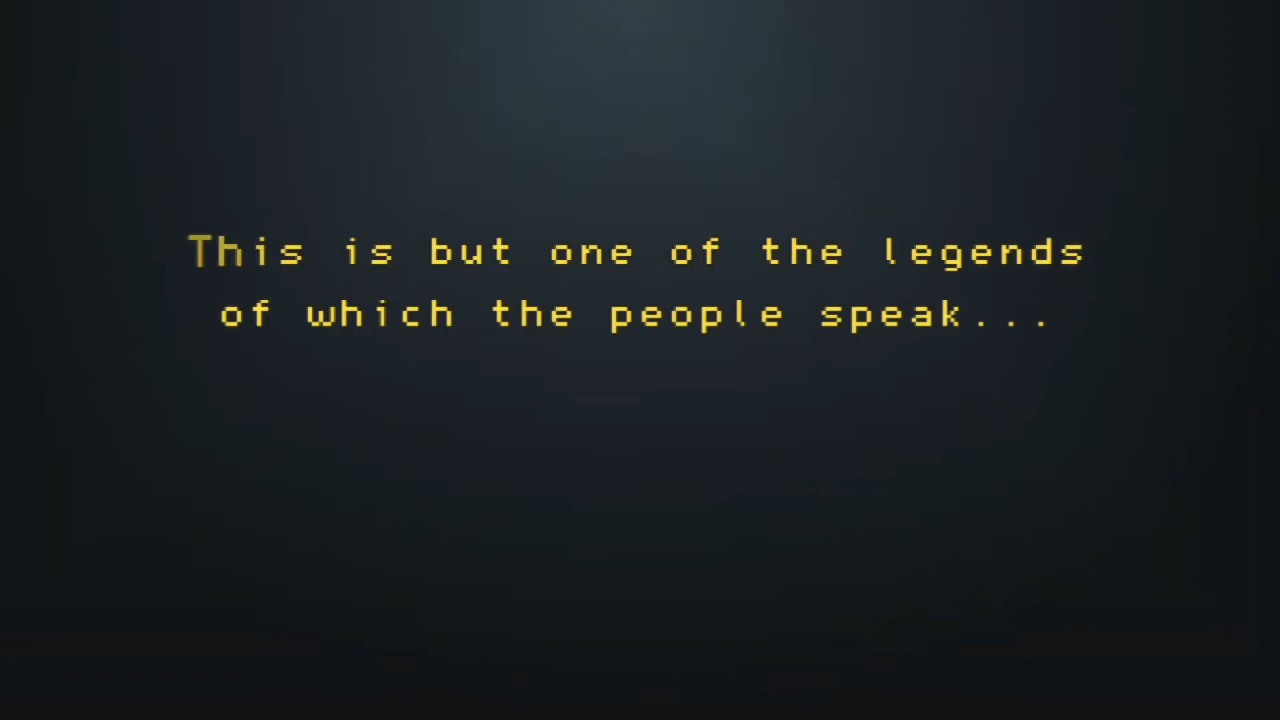 This is but one of the legends
of which the people speak...